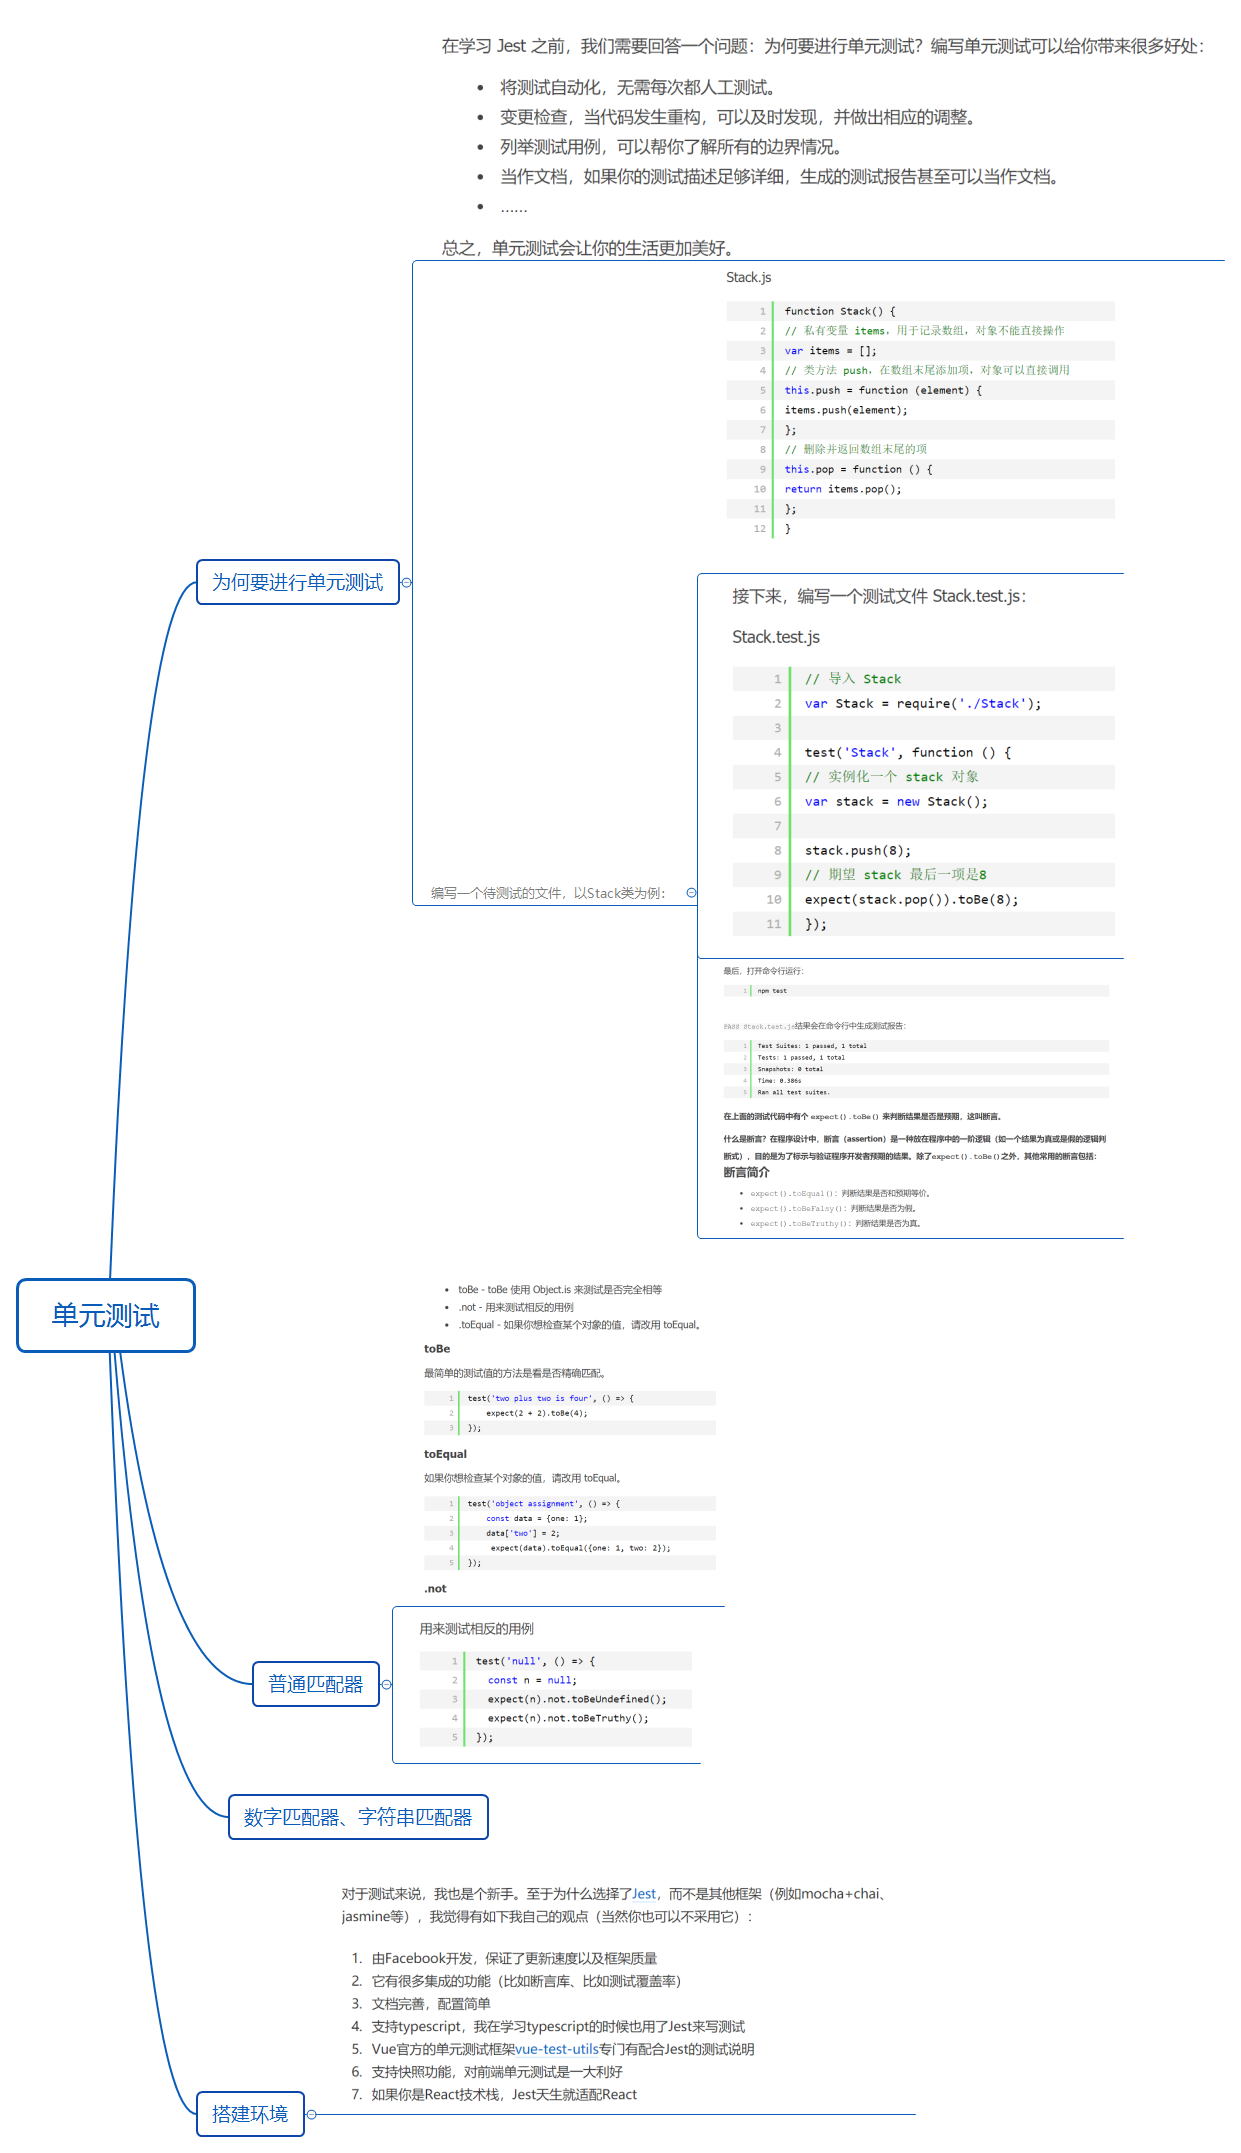 在学习 Jest 之前，我们需要回答一个问题：为何要进行单元测试？编写单元测试可以给你带来很多好处：
• 将测试自动化，无需每次都人工测试。
• 变更检查，当代码发生重构，可以及时发现，并做出相应的调整。
• 列举测试用例，可以帮你了解所有的边界情况。
• 当作文档，如果你的测试描述足够详细，生成的测试报告甚至可以当作文档。
• ……
总之，单元测试会让你的生活更加美好。
Stack.js
1 function Stack() {
2 // 私有变量 items，用于记录数组，对象不能直接操作
3 var items = [];
4 // 类方法 push，在数组末尾添加项，对象可以直接调用
5 this.push = function (element) {
6 items.push(element);
7 };
8 // 删除并返回数组末尾的项
9 this.pop = function () {
10 return items.pop();
11 };
12 }
为何要进行单元测试
接下来，编写一个测试文件 Stack.test.js：
Stack.test.js
1 // 导入 Stack
2 var Stack = require('./Stack');
3
4 test('Stack', function () {
5 // 实例化一个 stack 对象
6 var stack = new Stack();
7
8 stack.push(8);
9 // 期望 stack 最后一项是8
10 expect(stack.pop()).toBe(8);
11 });
编写一个待测试的文件，以Stack类为例：
最后，打开命令行运行：
1 npm test
PASS Stack.test.js结果会在命令行中生成测试报告：
1 Test Suites: 1 passed, 1 total
2 Tests: 1 passed, 1 total
3 Snapshots: 0 total
4 Time: 0.386s
5 Ran all test suites.
在上面的测试代码中有个 expect().toBe() 来判断结果是否是预期，这叫断言。
什么是断言？在程序设计中，断言（assertion）是一种放在程序中的一阶逻辑（如一个结果为真或是假的逻辑判
断式），目的是为了标示与验证程序开发者预期的结果。除了expect().toBe()之外，其他常用的断言包括：
断言简介
• expect().toEqual()：判断结果是否和预期等价。
• expect().toBeFalsy()：判断结果是否为假。
• expect().toBeTruthy()：判断结果是否为真。
单元测试
• toBe - toBe 使用 Object.is 来测试是否完全相等
• .not - 用来测试相反的用例
• .toEqual - 如果你想检查某个对象的值，请改用 toEqual。
toBe
最简单的测试值的方法是看是否精确匹配。
1 test('two plus two is four', () => {
2 expect(2 + 2).toBe(4);
3 });
toEqual
如果你想检查某个对象的值，请改用 toEqual。
1 test('object assignment', () => {
2 const data = {one: 1};
3 data['two'] = 2;
4 expect(data).toEqual({one: 1, two: 2});
5 });
.not
用来测试相反的用例
1 test('null', () => {
2 const n = null;
3 expect(n).not.toBeUndefined();
4 expect(n).not.toBeTruthy();
5 });
普通匹配器
数字匹配器、字符串匹配器
对于测试来说，我也是个新手。至于为什么选择了Jest，而不是其他框架（例如mocha+chai、
jasmine等），我觉得有如下我自己的观点（当然你也可以不采用它）：
1. 由Facebook开发，保证了更新速度以及框架质量
2. 它有很多集成的功能（比如断言库、比如测试覆盖率）
3. 文档完善，配置简单
4. 支持typescript，我在学习typescript的时候也用了Jest来写测试
5. Vue官方的单元测试框架vue-test-utils专门有配合Jest的测试说明
6. 支持快照功能，对前端单元测试是一大利好
7. 如果你是React技术栈，Jest天生就适配React
搭建环境